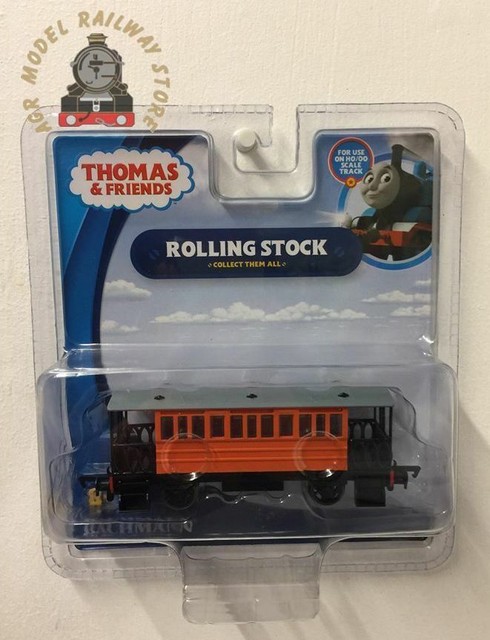 AGR MODEL RAILWAY STORE
THOMAS
& FRIENDS
FOR USE
ON HO/OO
SCALE
TRACK
ROLLING STOCK
COLLECT THEM ALL
BACHMANN